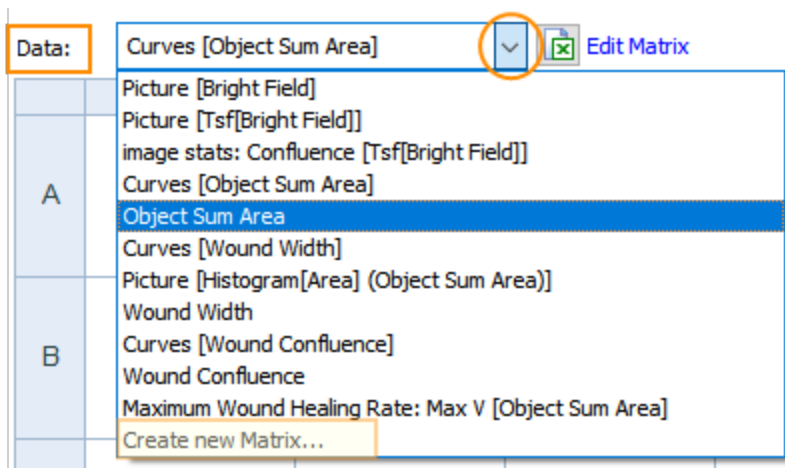 Data: Curves [Object Sum Area] Edit Matrix
Picture [Bright Field]
Picture [Tsf[Bright Field]]
image stats: Confluence [Tsf[Bright Field]]
A
Curves [Object Sum Area]
Object Sum Area
Curves [Wound Width]
Picture [Histogram[Area] (Object Sum Area)]
Wound Width
B
Curves [Wound Confluence]
Wound Confluence
Maximum Wound Healing Rate: Max V [Object Sum Area]
Create new Matrix...